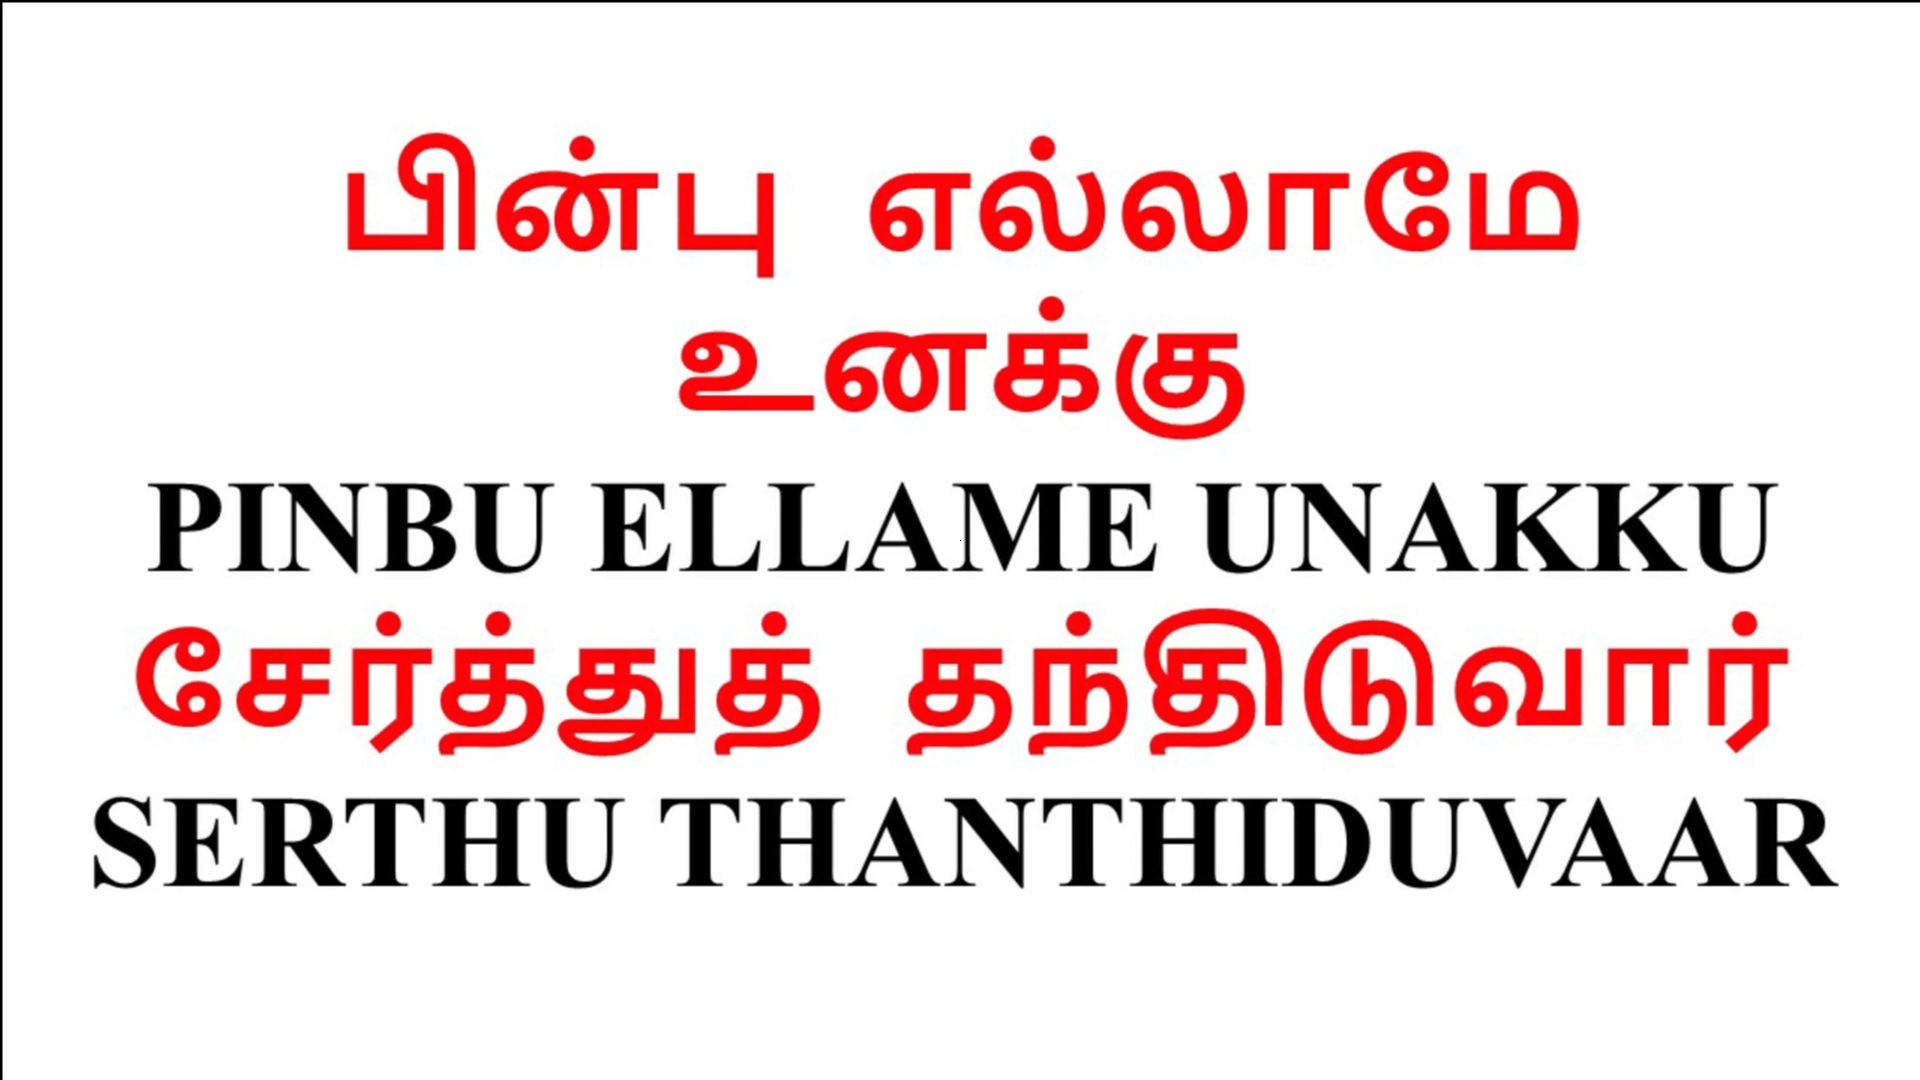 பின்பு எல்லாமே
உனக்கு
PINBU ELLAME UNAKKU
சேர்த்துத் தந்திடுவார்
SERTHU THANTHIDUVAAR